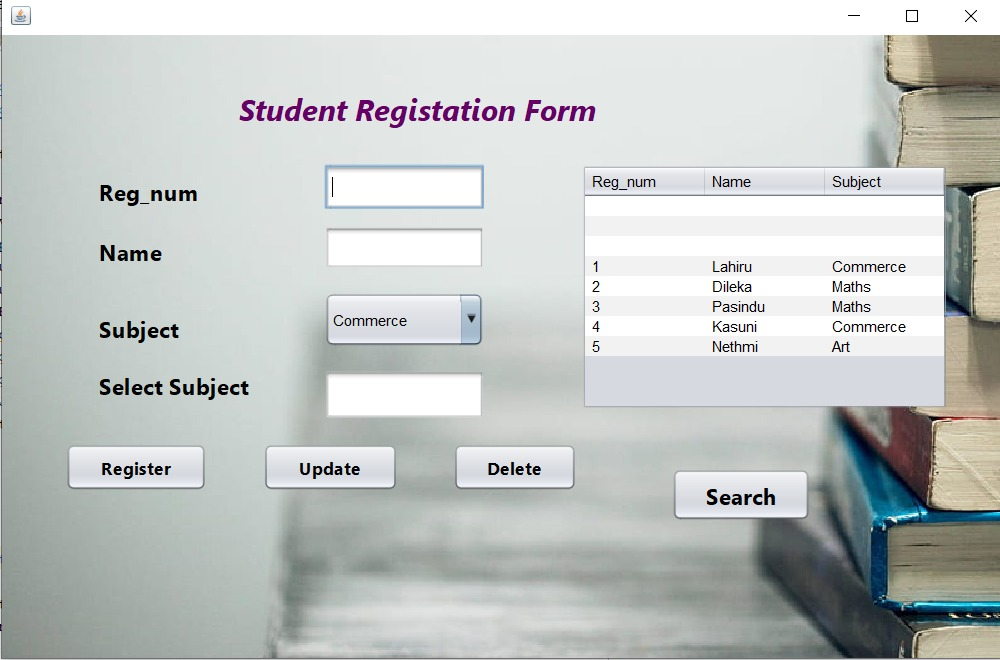 Student Registation Form
Reg_num
Name
Subject
Commerce
Select Subject
Register
Update
Delete
Reg_num Name Subject
1 Lahiru Commerce
2 Dileka Maths
3 Pasindu Maths
4 Kasuni Commerce
5 Nethmi Art
Search